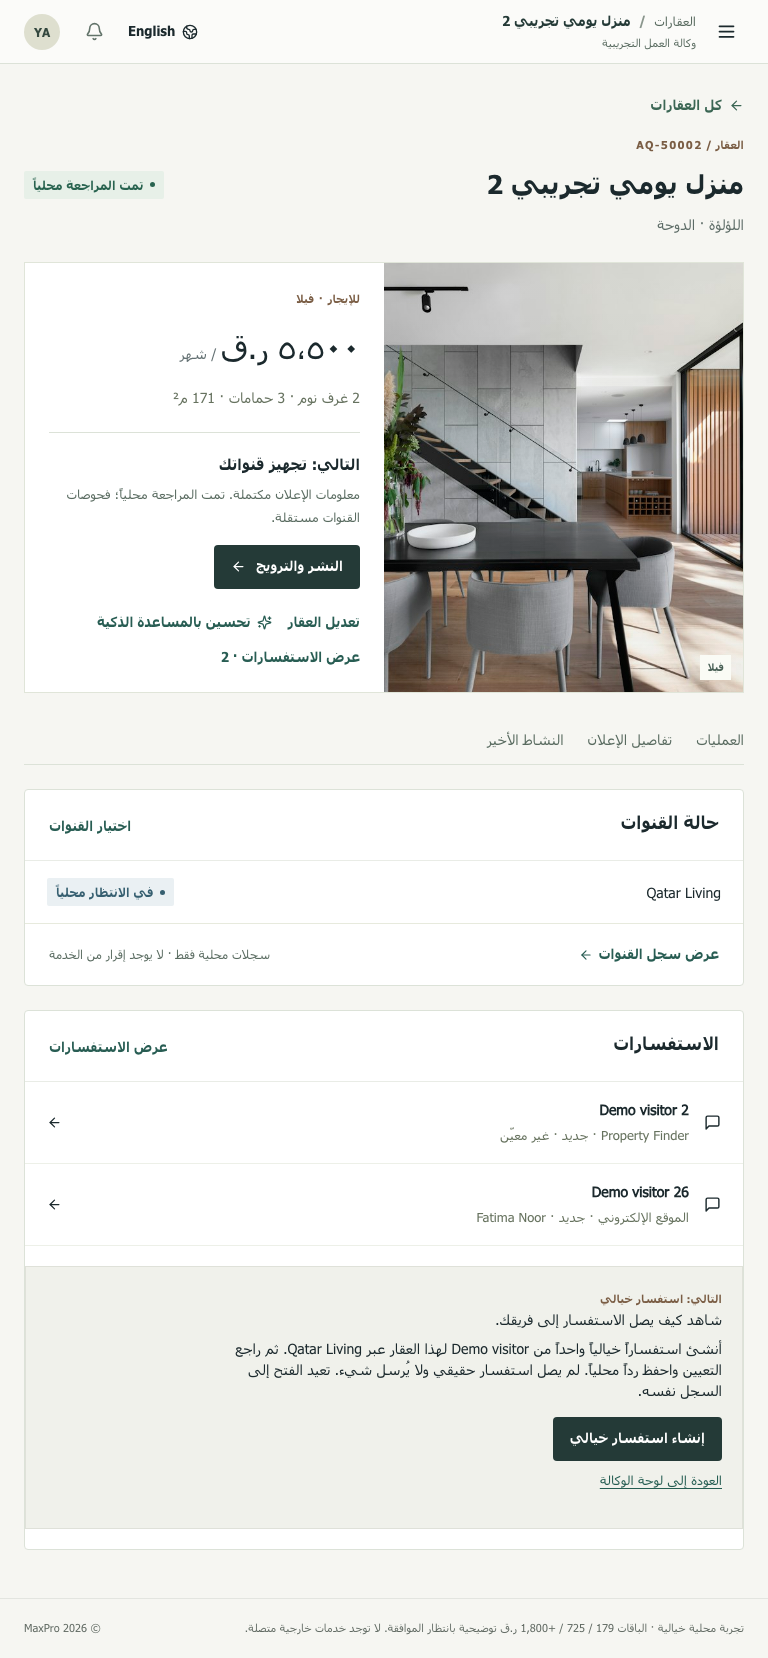 العقارات / منزل يومي تجريبي 2
وكالة العمل التجريبية
English
YA
كل العقارات
العقار / AQ-50002
منزل يومي تجريبي 2
تمت المراجعة محلياً
اللؤلؤة · الدوحة
للإيجار · فيلا
٥،٥٠٠ ر.ق / شهر
2 غرف نوم · 3 حمامات · 171 م²
التالي: تجهيز قنواتك
معلومات الإعلان مكتملة. تمت المراجعة محلياً؛ فحوصات
القنوات مستقلة.
النشر والترويج
تعديل العقار
تحسين بالمساعدة الذكية
عرض الاستفسارات · 2
فيلا
العمليات
تفاصيل الإعلان
النشاط الأخير
حالة القنوات
اختيار القنوات
Qatar Living
في الانتظار محلياً
عرض سجل القنوات
سجلات محلية فقط · لا يوجد إقرار من الخدمة
الاستفسارات
عرض الاستفسارات
Demo visitor 2
Property Finder · جديد · غير معيّن
Demo visitor 26
الموقع الإلكتروني · جديد · Fatima Noor
التالي: استفسار خيالي
شاهد كيف يصل الاستفسار إلى فريقك.
أنشئ استفساراً خيالياً واحداً من Demo visitor لهذا العقار عبر Qatar Living. ثم راجع
التعيين واحفظ رداً محلياً. لم يصل استفسار حقيقي ولا يُرسل شيء. تعيد الفتح إلى
السجل نفسه.
إنشاء استفسار خيالي
العودة إلى لوحة الوكالة
تجربة محلية خيالية · الباقات 179 / 725 / +1,800 ر.ق توضيحية بانتظار الموافقة. لا توجد خدمات خارجية متصلة.
© 2026 MaxPro